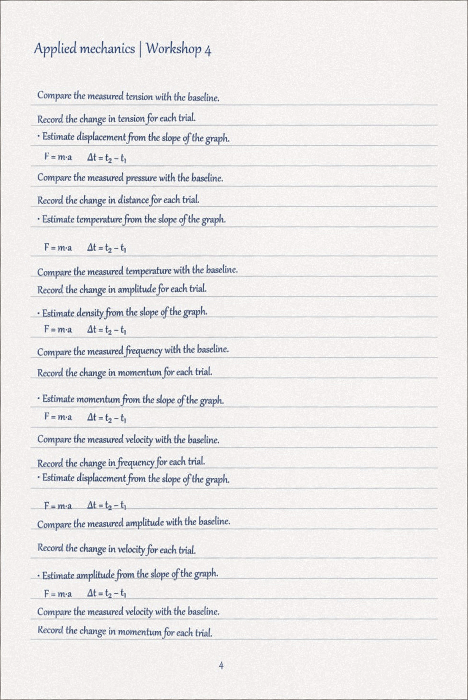 Applied mechanics | Workshop 4
Compare the measured tension with the baseline.
Record the change in tension for each trial.
• Estimate displacement from the slope of the graph.
F = m·a Δt = t₂ − t₁
Compare the measured pressure with the baseline.
Record the change in distance for each trial.
• Estimate temperature from the slope of the graph.
F = m·a Δt = t₂ − t₁
Compare the measured temperature with the baseline.
Record the change in amplitude for each trial.
• Estimate density from the slope of the graph.
F = m·a Δt = t₂ − t₁
Compare the measured frequency with the baseline.
Record the change in momentum for each trial.
• Estimate momentum from the slope of the graph.
F = m·a Δt = t₂ − t₁
Compare the measured velocity with the baseline.
Record the change in frequency for each trial.
• Estimate displacement from the slope of the graph.
F = m·a Δt = t₂ − t₁
Compare the measured amplitude with the baseline.
Record the change in velocity for each trial.
• Estimate amplitude from the slope of the graph.
F = m·a Δt = t₂ − t₁
Compare the measured velocity with the baseline.
Record the change in momentum for each trial.
4